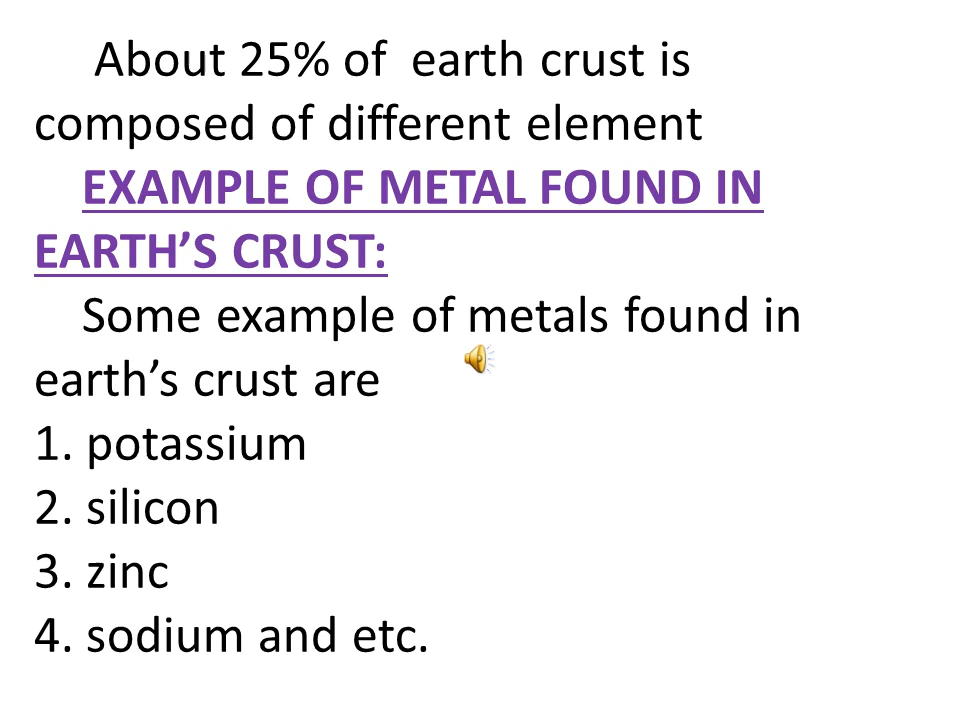 About 25% of earth crust is
composed of different element
EXAMPLE OF METAL FOUND IN
EARTH’S CRUST:
Some example of metals found in
earth’s crust are
1. potassium
2. silicon
3. zinc
4. sodium and etc.